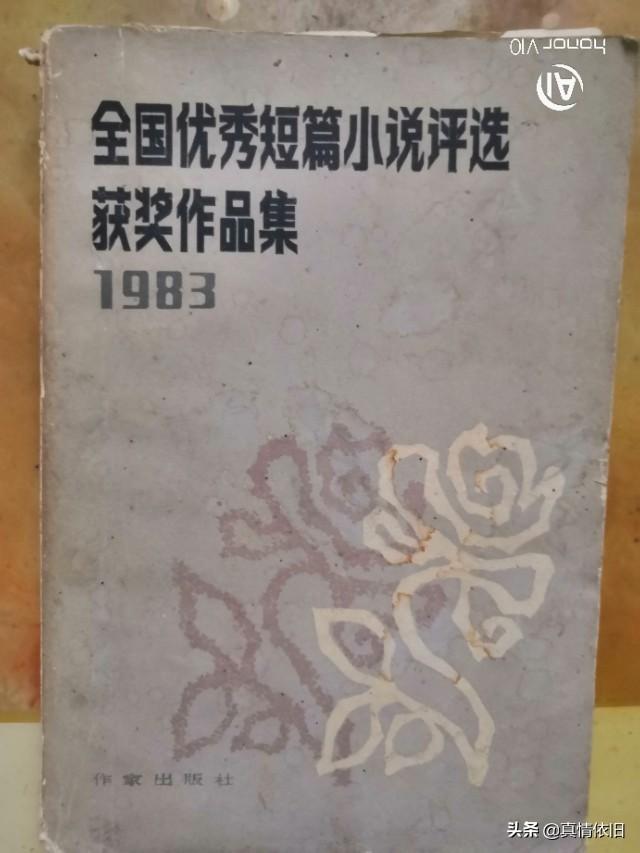 honor V10
AI
全国优秀短篇小说评选
获奖作品集
1983
作家出版社
头条 @真情依旧